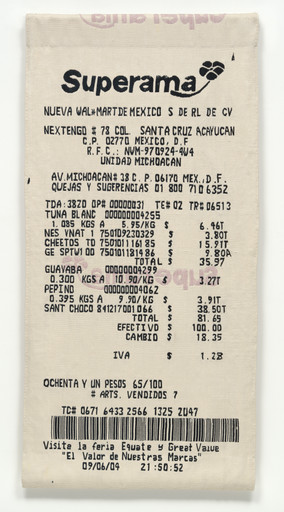 Superama
NUEVA WAL*MART DE MEXICO S DE RL DE CV
NEXTENGO # 78 COL. SANTA CRUZ ACAYUCAN
C.P. 02770 MEXICO, D.F
R.F.C.: NWM-970924-4W4
UNIDAD MICHOACAN
AV. MICHOACAN# 38 C. P. 06170 MEX., D.F.
QUEJAS Y SUGERENCIAS 01 800 710 6352
TDA: 3820 OP# 00000031 TE# 02 TR# 06513
TUNA BLANC 00000004255
1.085 KGS A 5.95/KG $ 6.46T
NES VNAT 1 750109230329 $ 3.80T
CHEETOS TO 750101116185 $ 15.91T
GE SPTW100 750101181486 $ 9.80A
TOTAL $ 35.97
GUAYABA 00000004299
0.300 KGS A 10.90/KG $ 3.27T
PEPINO 00000004062
0.395 KGS A 9.90/KG $ 3.91T
SANT CHOCO 841217001066 $ 38.50T
TOTAL $ 81.65
EFECTIVO $ 100.00
CAMBIO $ 18.35
IVA $ 1.28
OCHENTA Y UN PESOS 65/100
# ARTS. VENDIDOS 7
TC# 0671 6433 2566 1325 2047
Visite la feria Equate y Great Value
"El Valor de Nuestras Marcas"
09/06/04 21:50:52